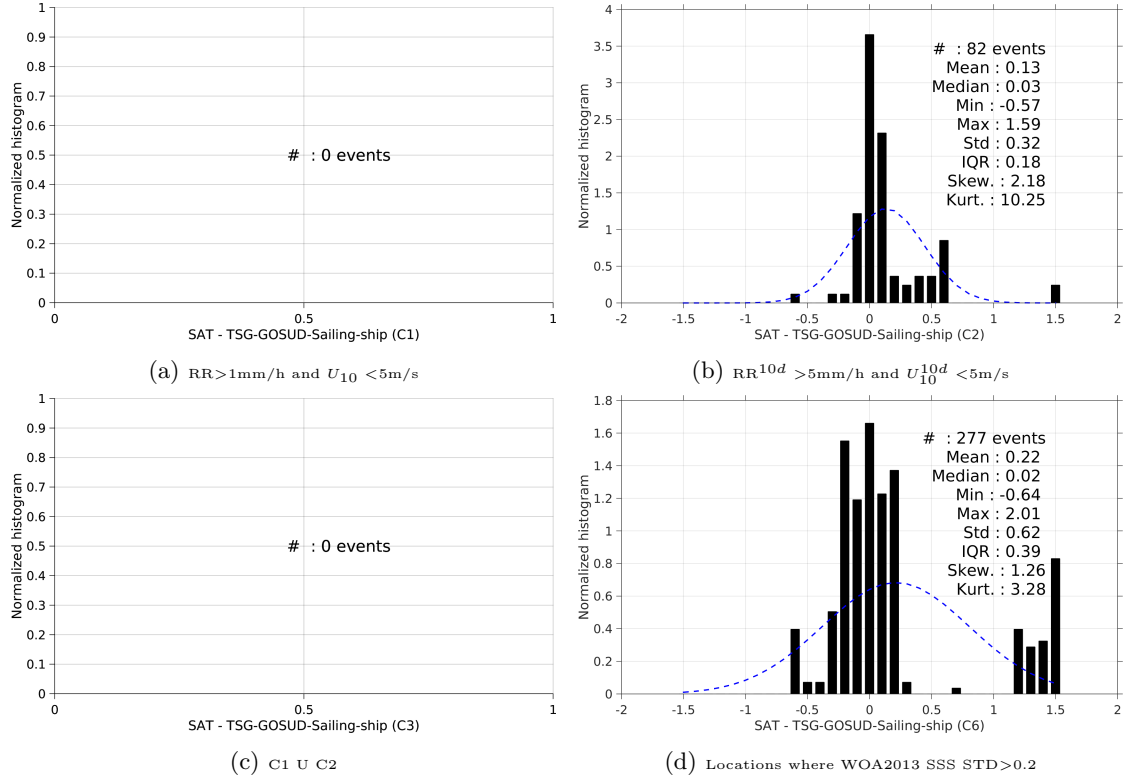 1
0.9
0.8
0.7
0.6
0.5
0.4
0.3
0.2
0.1
0
Normalized histogram
# : 0 events
0 0.5 1
SAT - TSG-GOSUD-Sailing-ship (C1)
(a) RR>1mm/h and U10 <5m/s
4
3.5
3
2.5
2
1.5
1
0.5
0
Normalized histogram
# : 82 events
Mean : 0.13
Median : 0.03
Min : -0.57
Max : 1.59
Std : 0.32
IQR : 0.18
Skew. : 2.18
Kurt. : 10.25
-2 -1.5 -1 -0.5 0 0.5 1 1.5 2
SAT - TSG-GOSUD-Sailing-ship (C2)
(b) RR^10d >5mm/h and U_10^10d <5m/s
1
0.9
0.8
0.7
0.6
0.5
0.4
0.3
0.2
0.1
0
Normalized histogram
# : 0 events
0 0.5 1
SAT - TSG-GOSUD-Sailing-ship (C3)
(c) C1 U C2
1.8
1.6
1.4
1.2
1
0.8
0.6
0.4
0.2
0
Normalized histogram
# : 277 events
Mean : 0.22
Median : 0.02
Min : -0.64
Max : 2.01
Std : 0.62
IQR : 0.39
Skew. : 1.26
Kurt. : 3.28
-2 -1.5 -1 -0.5 0 0.5 1 1.5 2
SAT - TSG-GOSUD-Sailing-ship (C6)
(d) Locations where WOA2013 SSS STD>0.2